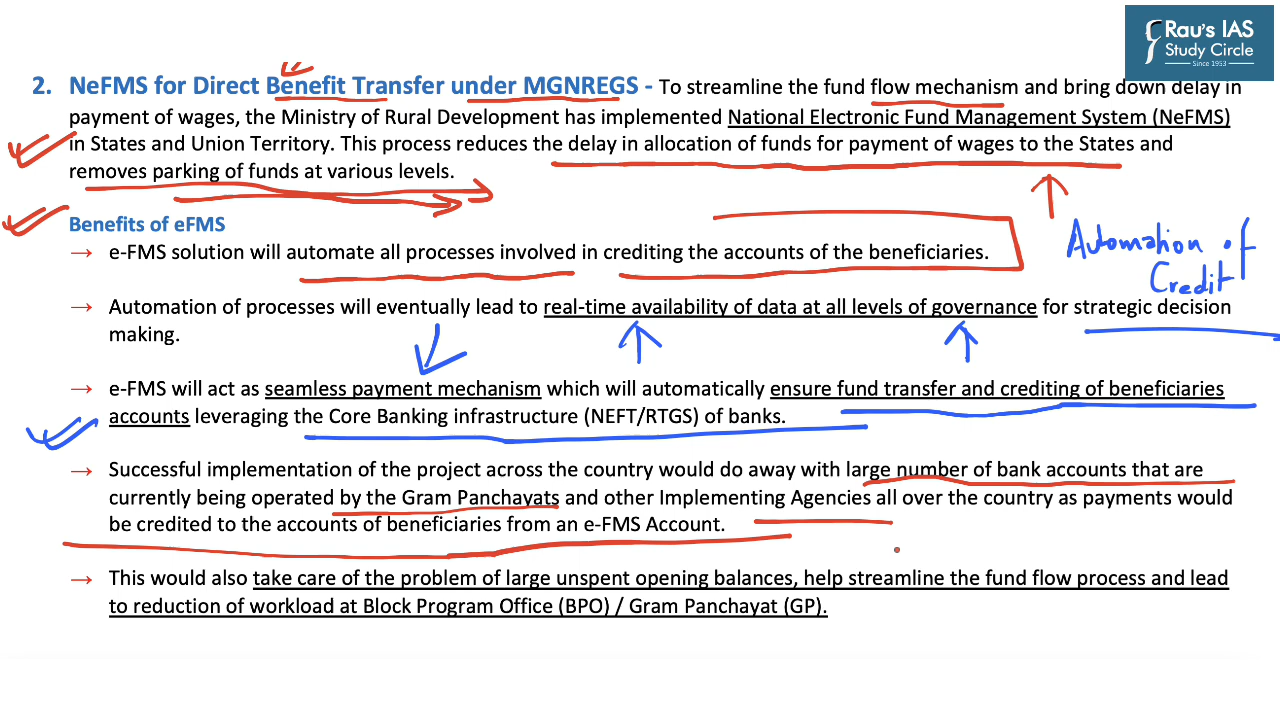 Rau's IAS
Study Circle
Since 1953
2. NeFMS for Direct Benefit Transfer under MGNREGS - To streamline the fund flow mechanism and bring down delay in
payment of wages, the Ministry of Rural Development has implemented National Electronic Fund Management System (NeFMS)
in States and Union Territory. This process reduces the delay in allocation of funds for payment of wages to the States and
removes parking of funds at various levels.
Benefits of eFMS
→ e-FMS solution will automate all processes involved in crediting the accounts of the beneficiaries.
Automation of
Credit
→ Automation of processes will eventually lead to real-time availability of data at all levels of governance for strategic decision
making.
→ e-FMS will act as seamless payment mechanism which will automatically ensure fund transfer and crediting of beneficiaries
accounts leveraging the Core Banking infrastructure (NEFT/RTGS) of banks.
→ Successful implementation of the project across the country would do away with large number of bank accounts that are
currently being operated by the Gram Panchayats and other Implementing Agencies all over the country as payments would
be credited to the accounts of beneficiaries from an e-FMS Account.
→ This would also take care of the problem of large unspent opening balances, help streamline the fund flow process and lead
to reduction of workload at Block Program Office (BPO) / Gram Panchayat (GP).